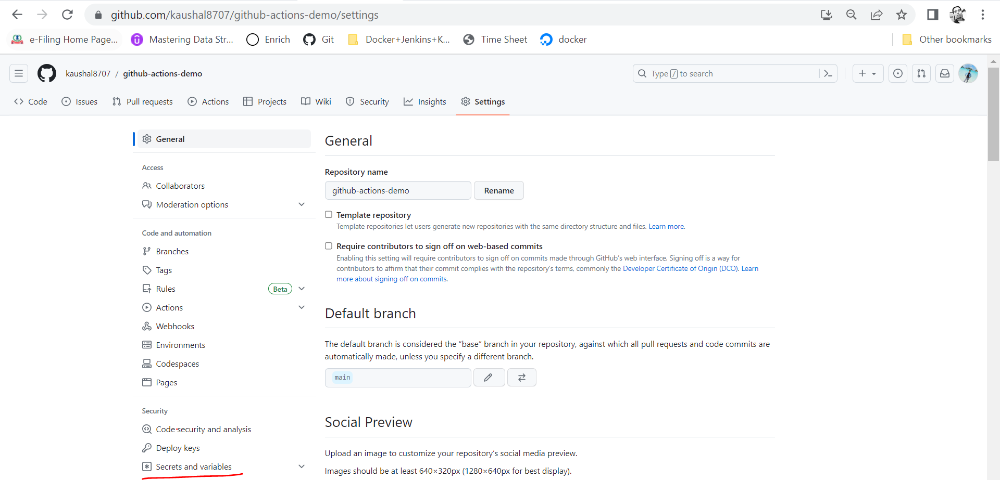 github.com/kaushal8707/github-actions-demo/settings
e-Filing Home Page... Mastering Data Str... Enrich Git Docker+Jenkins+K... Time Sheet docker Other bookmarks
kaushal8707 / github-actions-demo Type / to search
Code Issues Pull requests Actions Projects Wiki Security Insights Settings
General
Access
Collaborators
Moderation options
Code and automation
Branches
Tags
Rules Beta
Actions
Webhooks
Environments
Codespaces
Pages
Security
Code security and analysis
Deploy keys
Secrets and variables
General
Repository name
github-actions-demo Rename
Template repository
Template repositories let users generate new repositories with the same directory structure and files. Learn more.
Require contributors to sign off on web-based commits
Enabling this setting will require contributors to sign off on commits made through GitHub's web interface. Signing off is a way for
contributors to affirm that their commit complies with the repository's terms, commonly the Developer Certificate of Origin (DCO). Learn
more about signing off on commits.
Default branch
The default branch is considered the “base” branch in your repository, against which all pull requests and code commits are
automatically made, unless you specify a different branch.
main
Social Preview
Upload an image to customize your repository's social media preview.
Images should be at least 640×320px (1280×640px for best display).